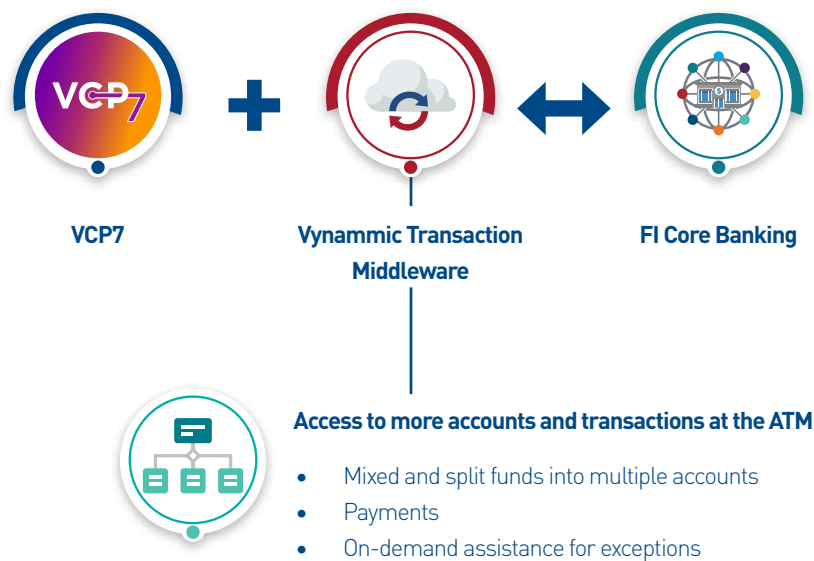 VCP7
$
VCP7
Vynammic Transaction
Middleware
FI Core Banking
Access to more accounts and transactions at the ATM
• Mixed and split funds into multiple accounts
• Payments
• On-demand assistance for exceptions